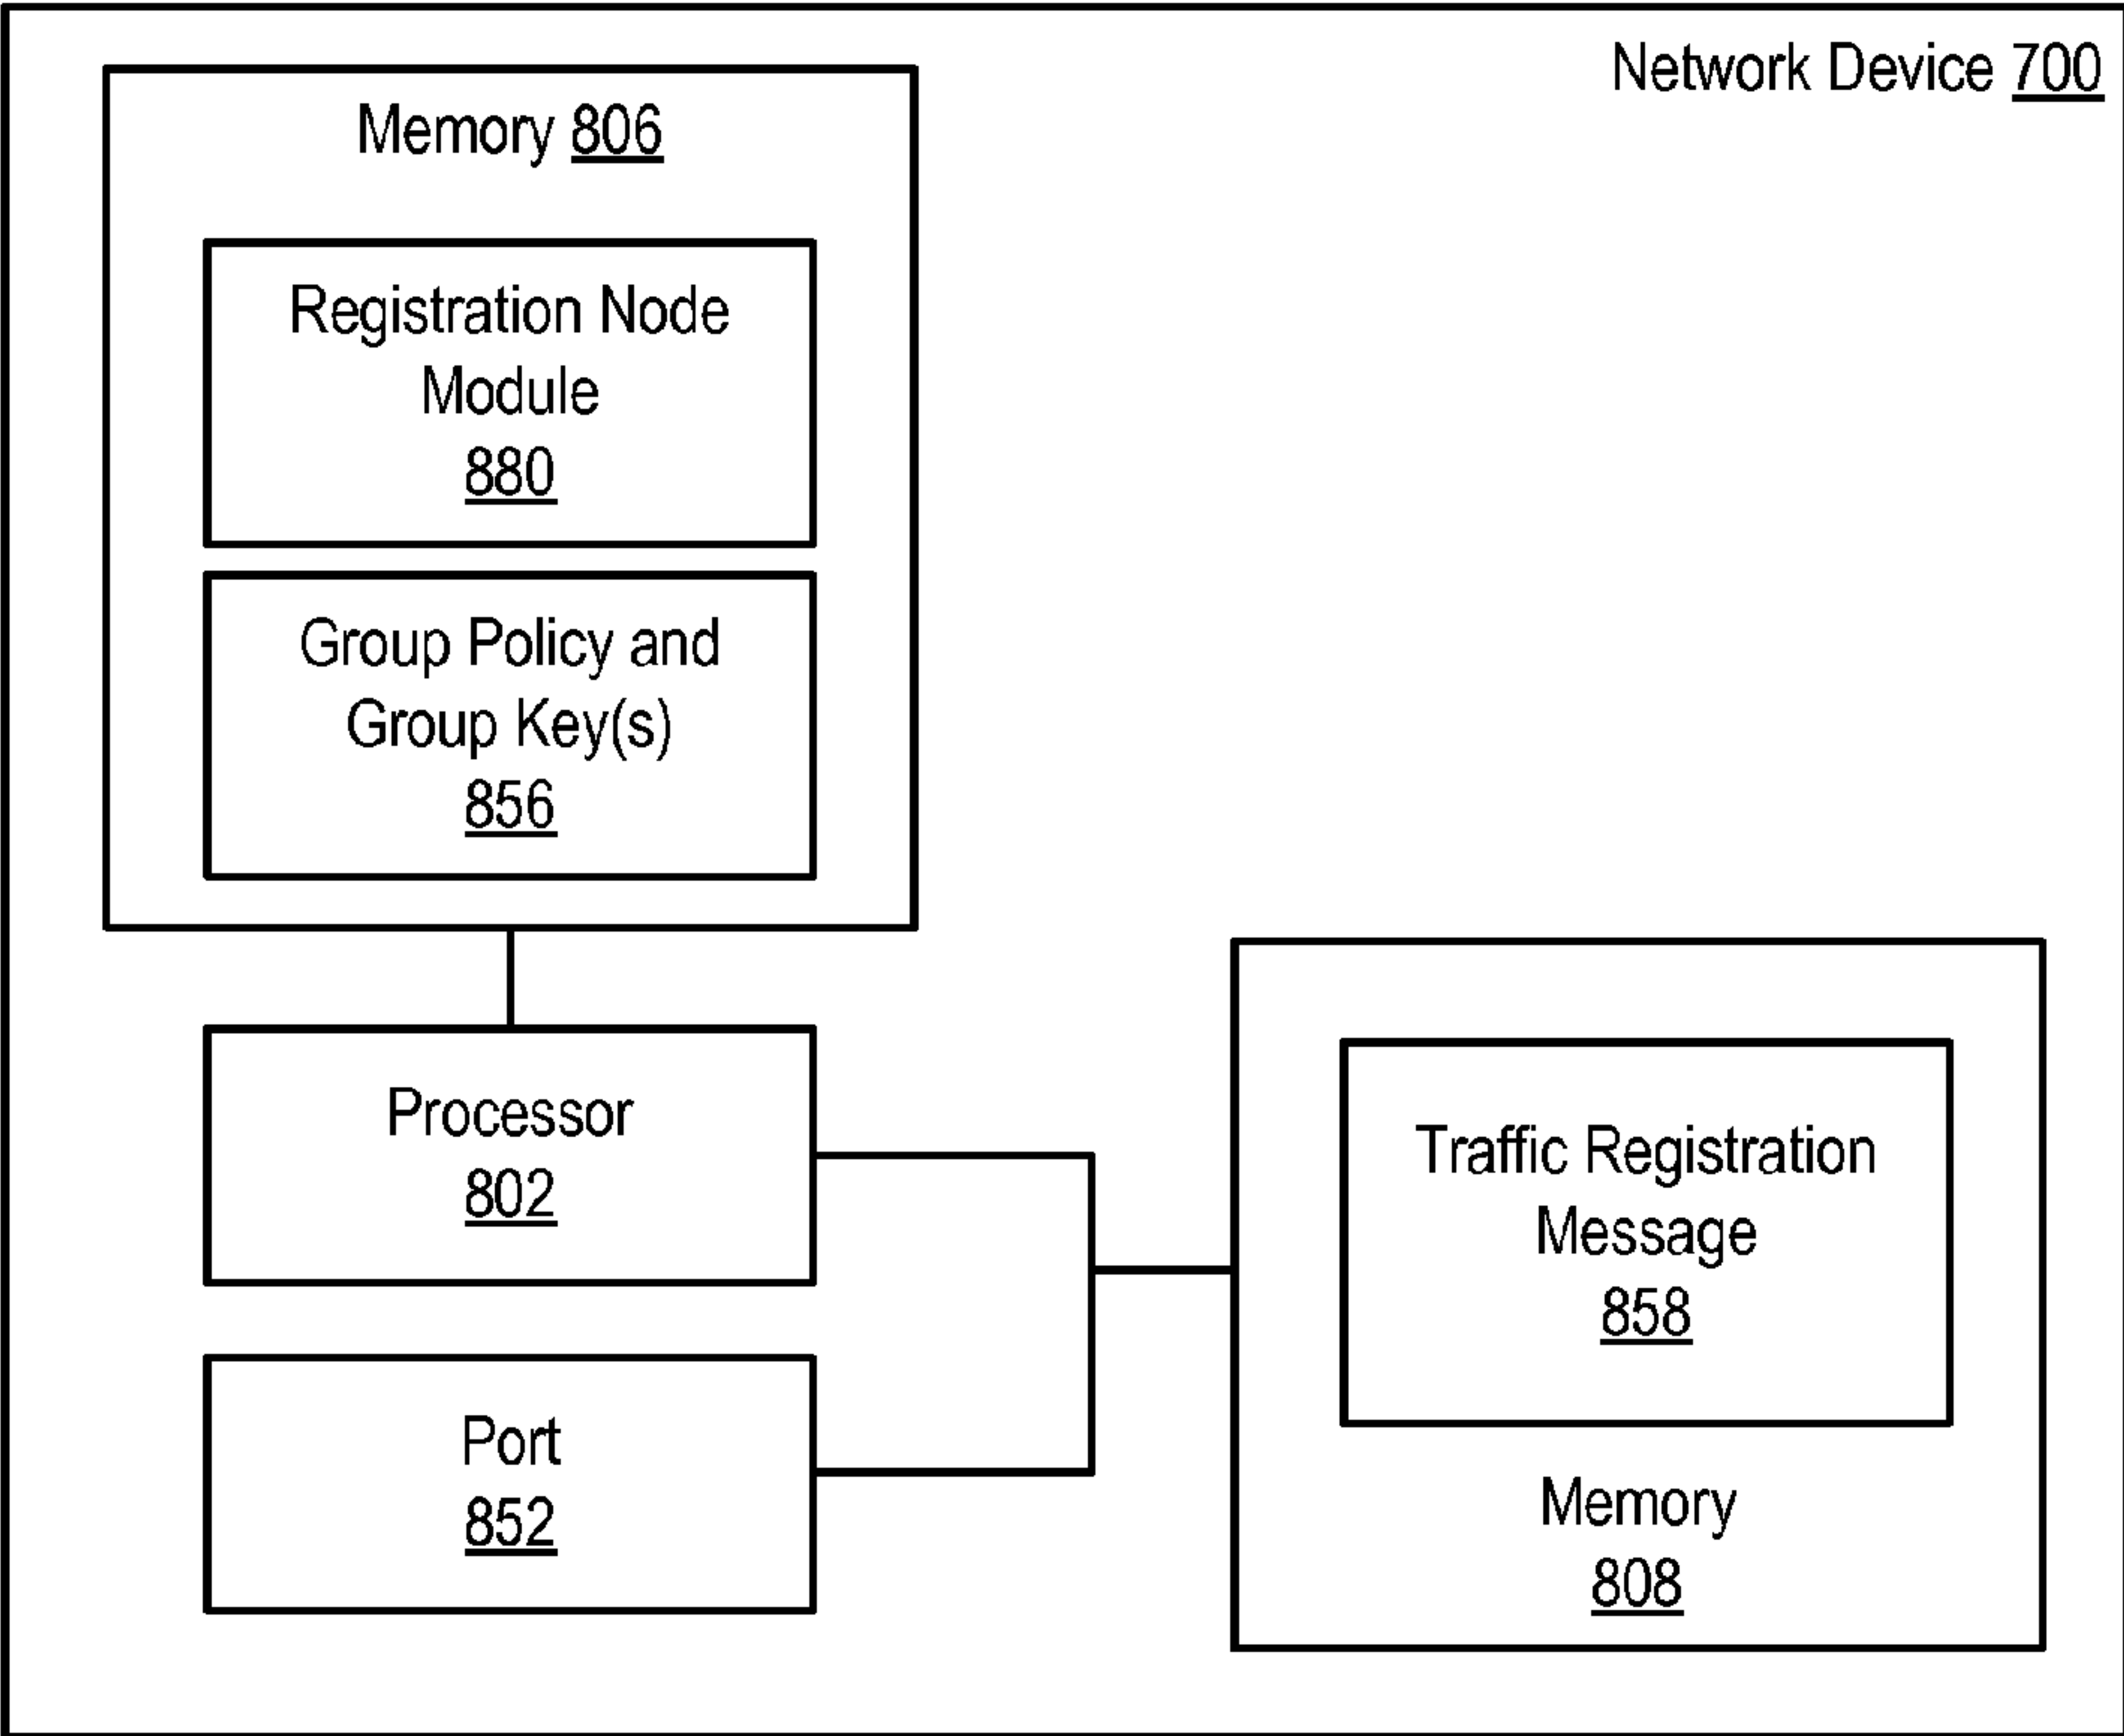 Network Device 700
Memory 806
Registration Node
Module
880
Group Policy and
Group Key(s)
856
Processor
802
Port
852
Traffic Registration
Message
858
Memory
808